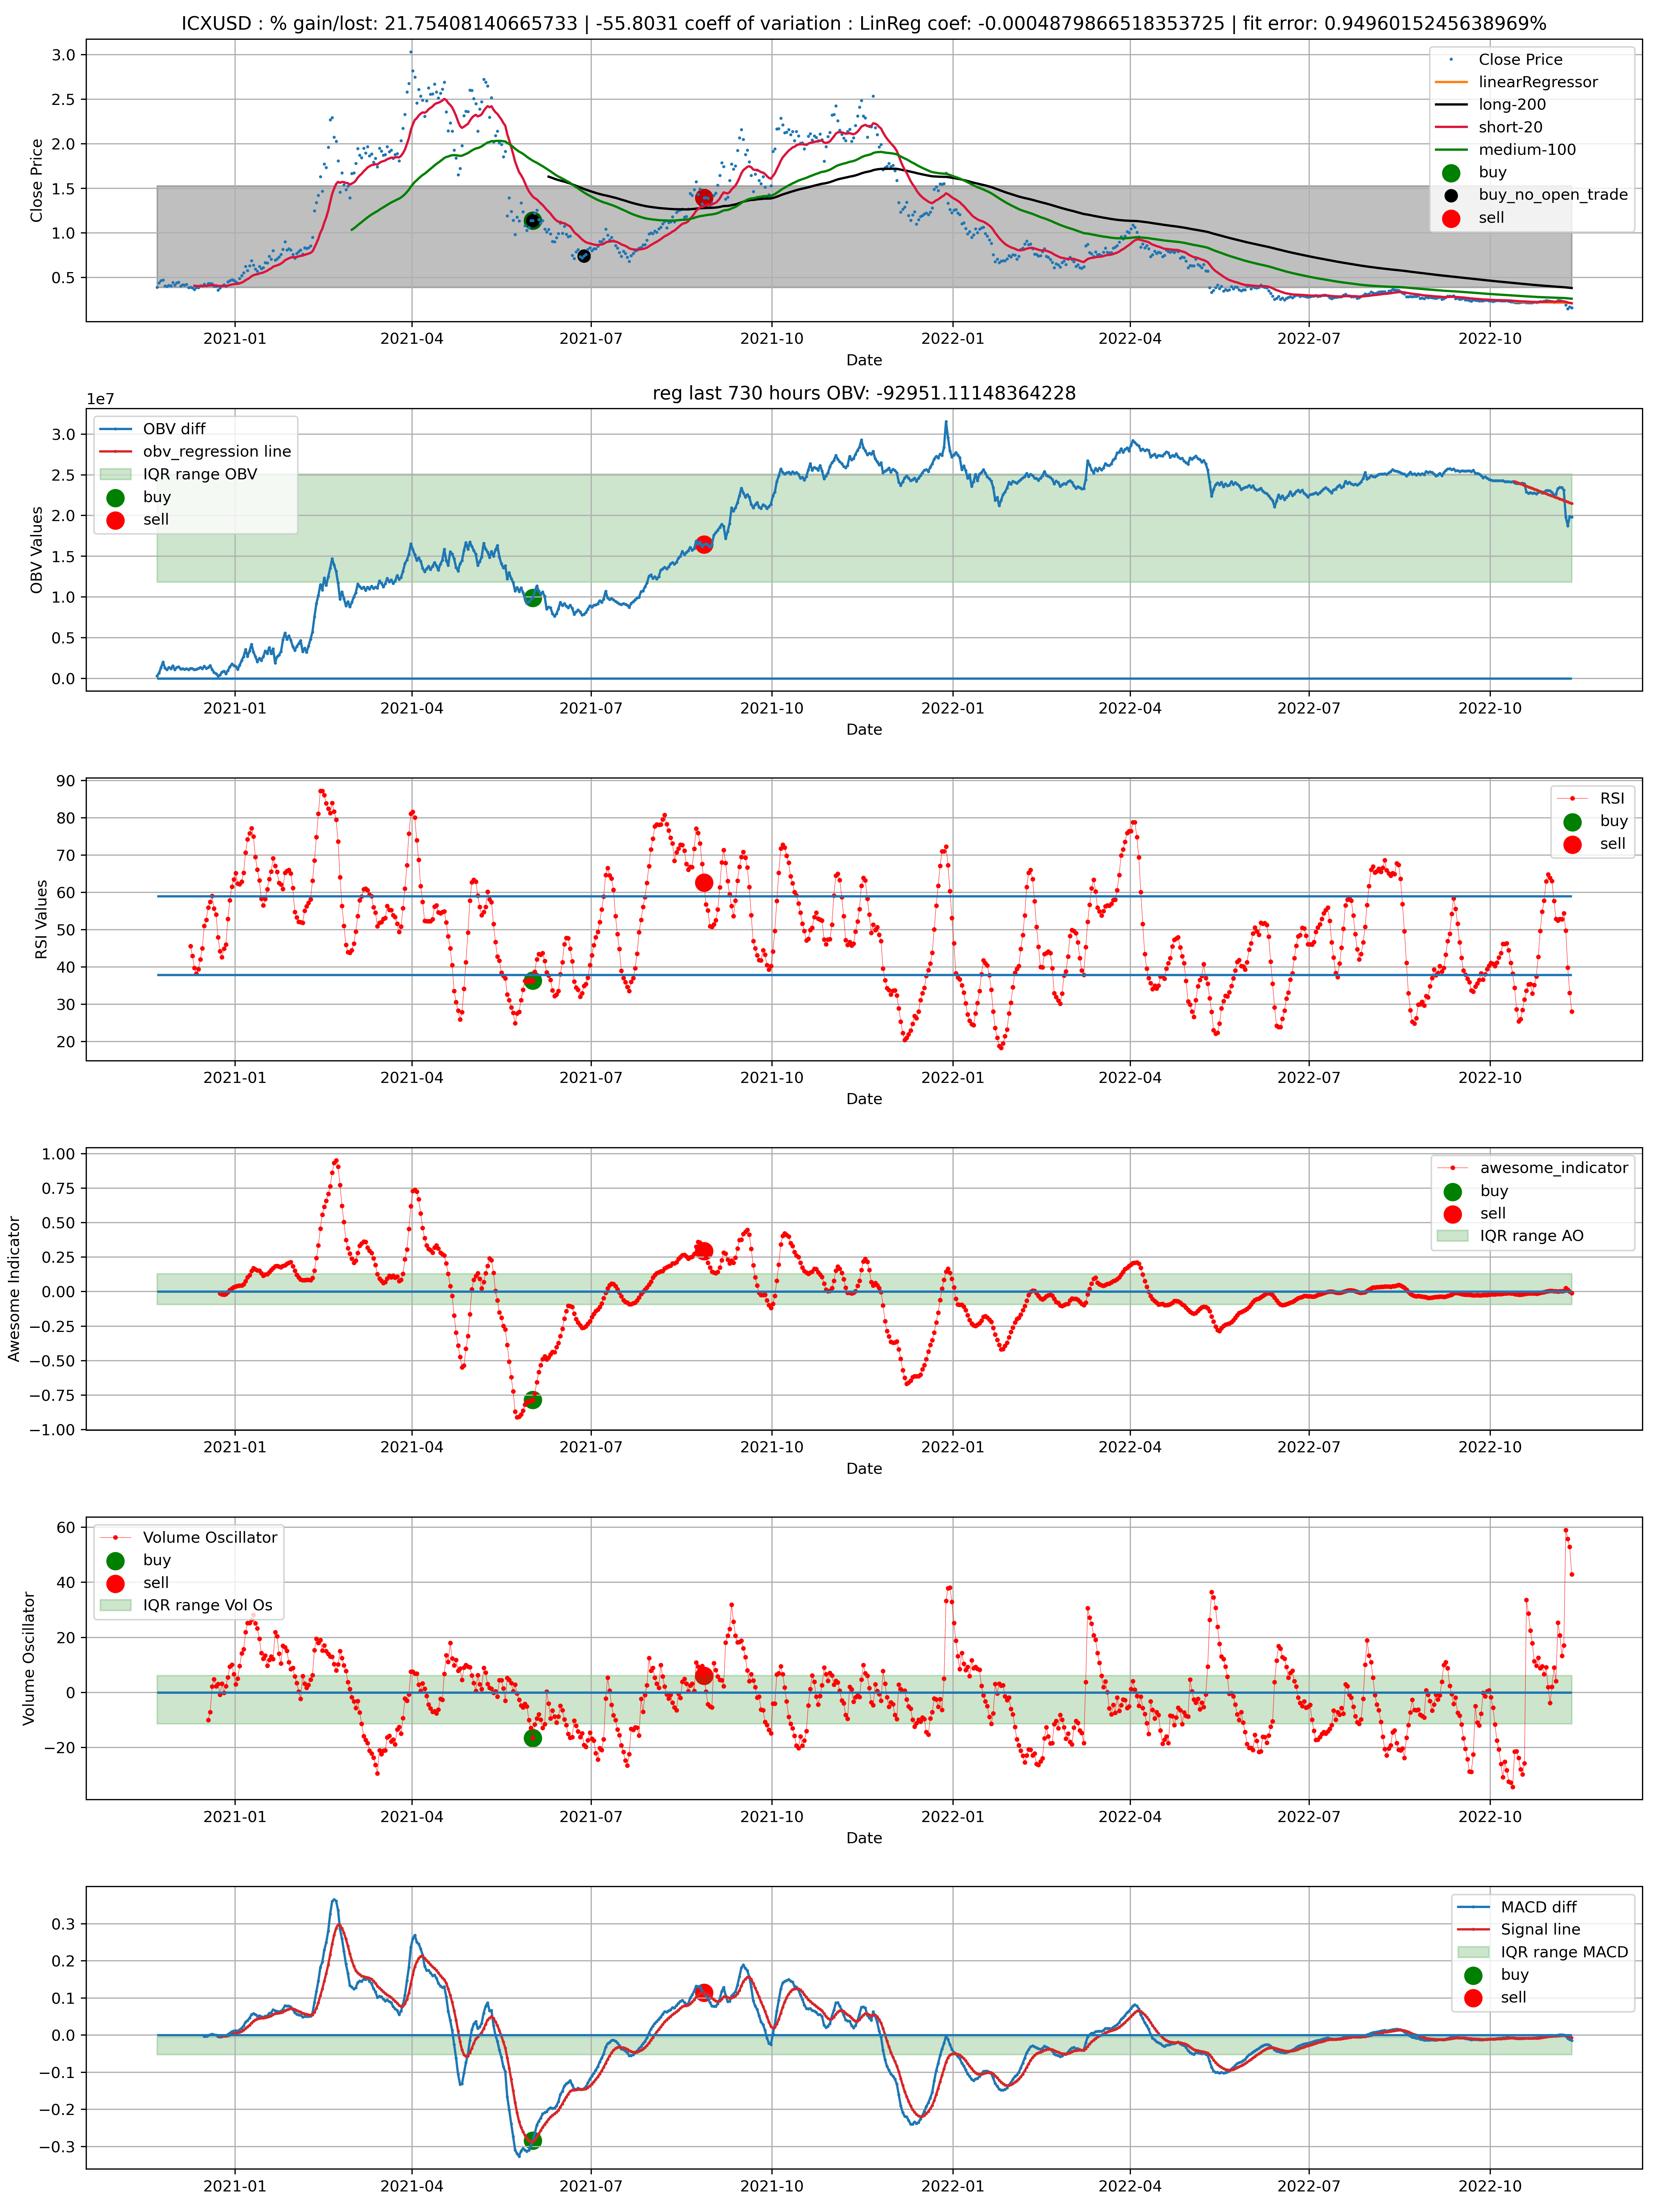 ICXUSD : % gain/lost: 21.75408140665733 | -55.8031 coeff of variation : LinReg coef: -0.0004879866518353725 | fit error: 0.9496015245638969%
Close Price
3.0
2.5
2.0
1.5
1.0
0.5
Close Price
linearRegressor
long-200
short-20
medium-100
buy
buy_no_open_trade
sell
2021-01 2021-04 2021-07 2021-10 2022-01 2022-04 2022-07 2022-10
Date
reg last 730 hours OBV: -92951.11148364228
1e7
OBV Values
3.0
2.5
2.0
1.5
1.0
0.5
0.0
OBV diff
obv_regression line
IQR range OBV
buy
sell
2021-01 2021-04 2021-07 2021-10 2022-01 2022-04 2022-07 2022-10
Date
RSI Values
90
80
70
60
50
40
30
20
RSI
buy
sell
2021-01 2021-04 2021-07 2021-10 2022-01 2022-04 2022-07 2022-10
Date
Awesome Indicator
1.00
0.75
0.50
0.25
0.00
−0.25
−0.50
−0.75
−1.00
awesome_indicator
buy
sell
IQR range AO
2021-01 2021-04 2021-07 2021-10 2022-01 2022-04 2022-07 2022-10
Date
Volume Oscillator
60
40
20
0
−20
Volume Oscillator
buy
sell
IQR range Vol Os
2021-01 2021-04 2021-07 2021-10 2022-01 2022-04 2022-07 2022-10
Date
0.3
0.2
0.1
0.0
−0.1
−0.2
−0.3
MACD diff
Signal line
IQR range MACD
buy
sell
2021-01 2021-04 2021-07 2021-10 2022-01 2022-04 2022-07 2022-10